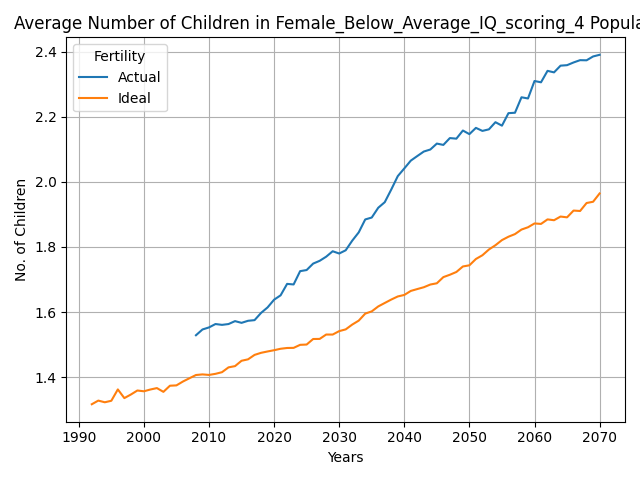 Average Number of Children in Female_Below_Average_IQ_scoring_4 Popula
Fertility
Actual
Ideal
No. of Children
2.4
2.2
2.0
1.8
1.6
1.4
1990 2000 2010 2020 2030 2040 2050 2060 2070
Years